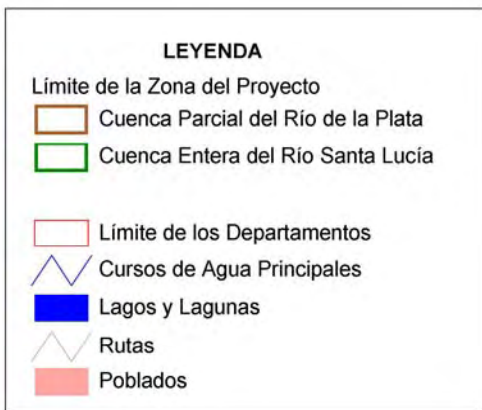 LEYENDA
Límite de la Zona del Proyecto
Cuenca Parcial del Río de la Plata
Cuenca Entera del Río Santa Lucía
Límite de los Departamentos
Cursos de Agua Principales
Lagos y Lagunas
Rutas
Poblados